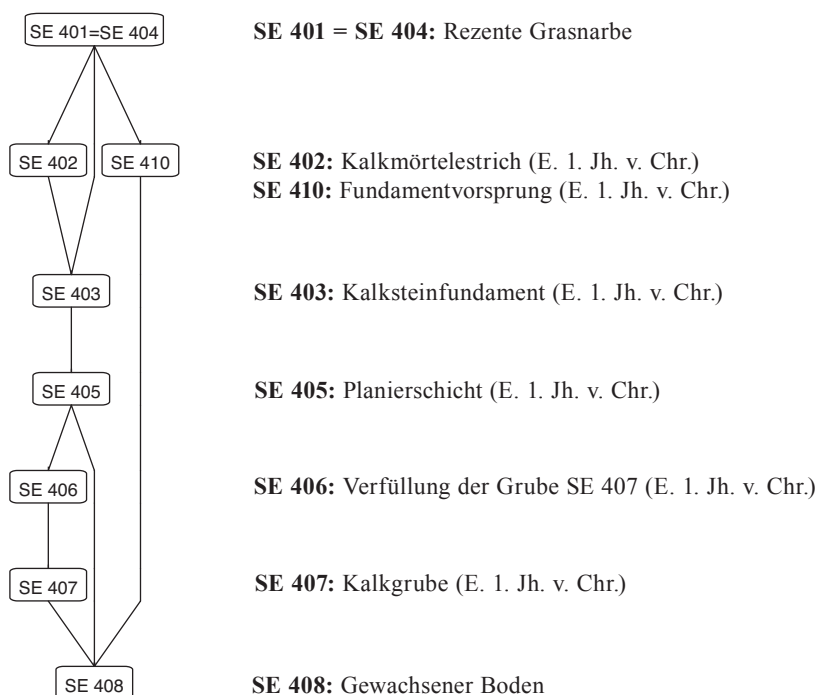 SE 401=SE 404 SE 401 = SE 404: Rezente Grasnarbe
SE 402 SE 410 SE 402: Kalkmörtelestrich (E. 1. Jh. v. Chr.)
SE 410: Fundamentvorsprung (E. 1. Jh. v. Chr.)
SE 403 SE 403: Kalksteinfundament (E. 1. Jh. v. Chr.)
SE 405 SE 405: Planierschicht (E. 1. Jh. v. Chr.)
SE 406 SE 406: Verfüllung der Grube SE 407 (E. 1. Jh. v. Chr.)
SE 407 SE 407: Kalkgrube (E. 1. Jh. v. Chr.)
SE 408 SE 408: Gewachsener Boden